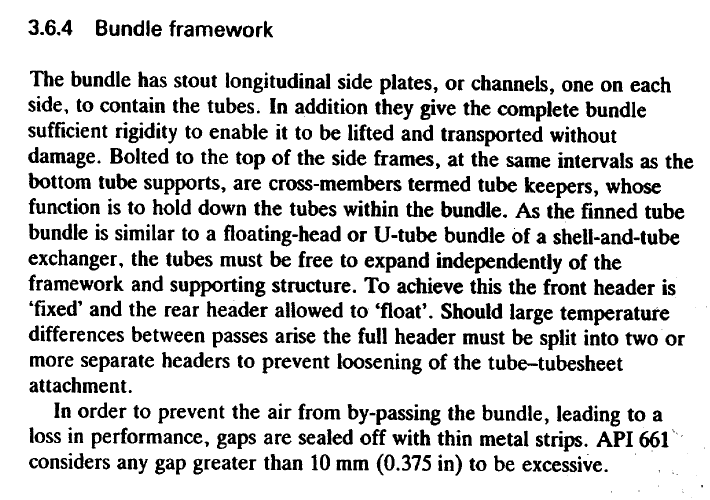 3.6.4 Bundle framework
The bundle has stout longitudinal side plates, or channels, one on each
side, to contain the tubes. In addition they give the complete bundle
sufficient rigidity to enable it to be lifted and transported without
damage. Bolted to the top of the side frames, at the same intervals as the
bottom tube supports, are cross-members termed tube keepers, whose
function is to hold down the tubes within the bundle. As the finned tube
bundle is similar to a floating-head or U-tube bundle of a shell-and-tube
exchanger, the tubes must be free to expand independently of the
framework and supporting structure. To achieve this the front header is
‘fixed’ and the rear header allowed to ‘float’. Should large temperature
differences between passes arise the full header must be split into two or
more separate headers to prevent loosening of the tube–tubesheet
attachment.
In order to prevent the air from by-passing the bundle, leading to a
loss in performance, gaps are sealed off with thin metal strips. API 661
considers any gap greater than 10 mm (0.375 in) to be excessive.